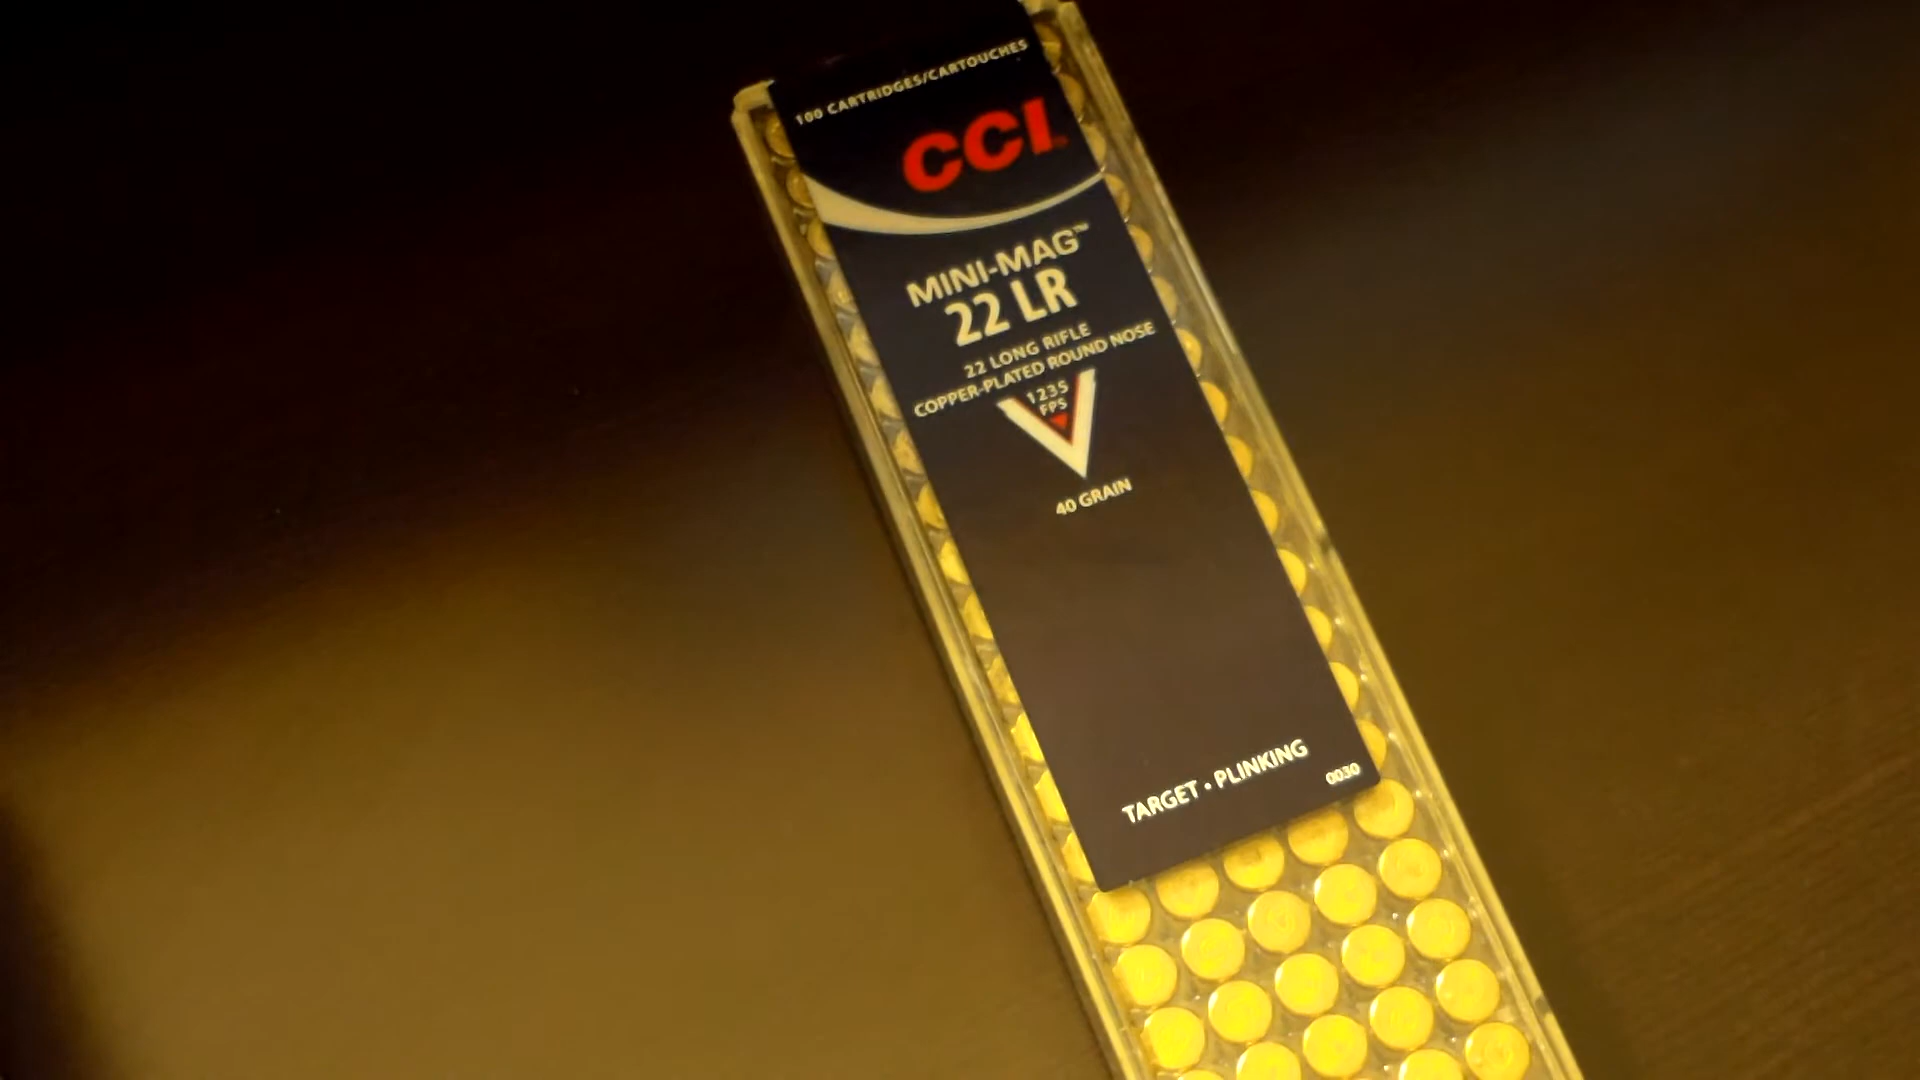 100 CARTRIDGES/CARTOUCHES
CCI
MINI-MAG™
22 LR
22 LONG RIFLE
COPPER-PLATED ROUND NOSE
1235
FPS
40 GRAIN
TARGET • PLINKING
0030